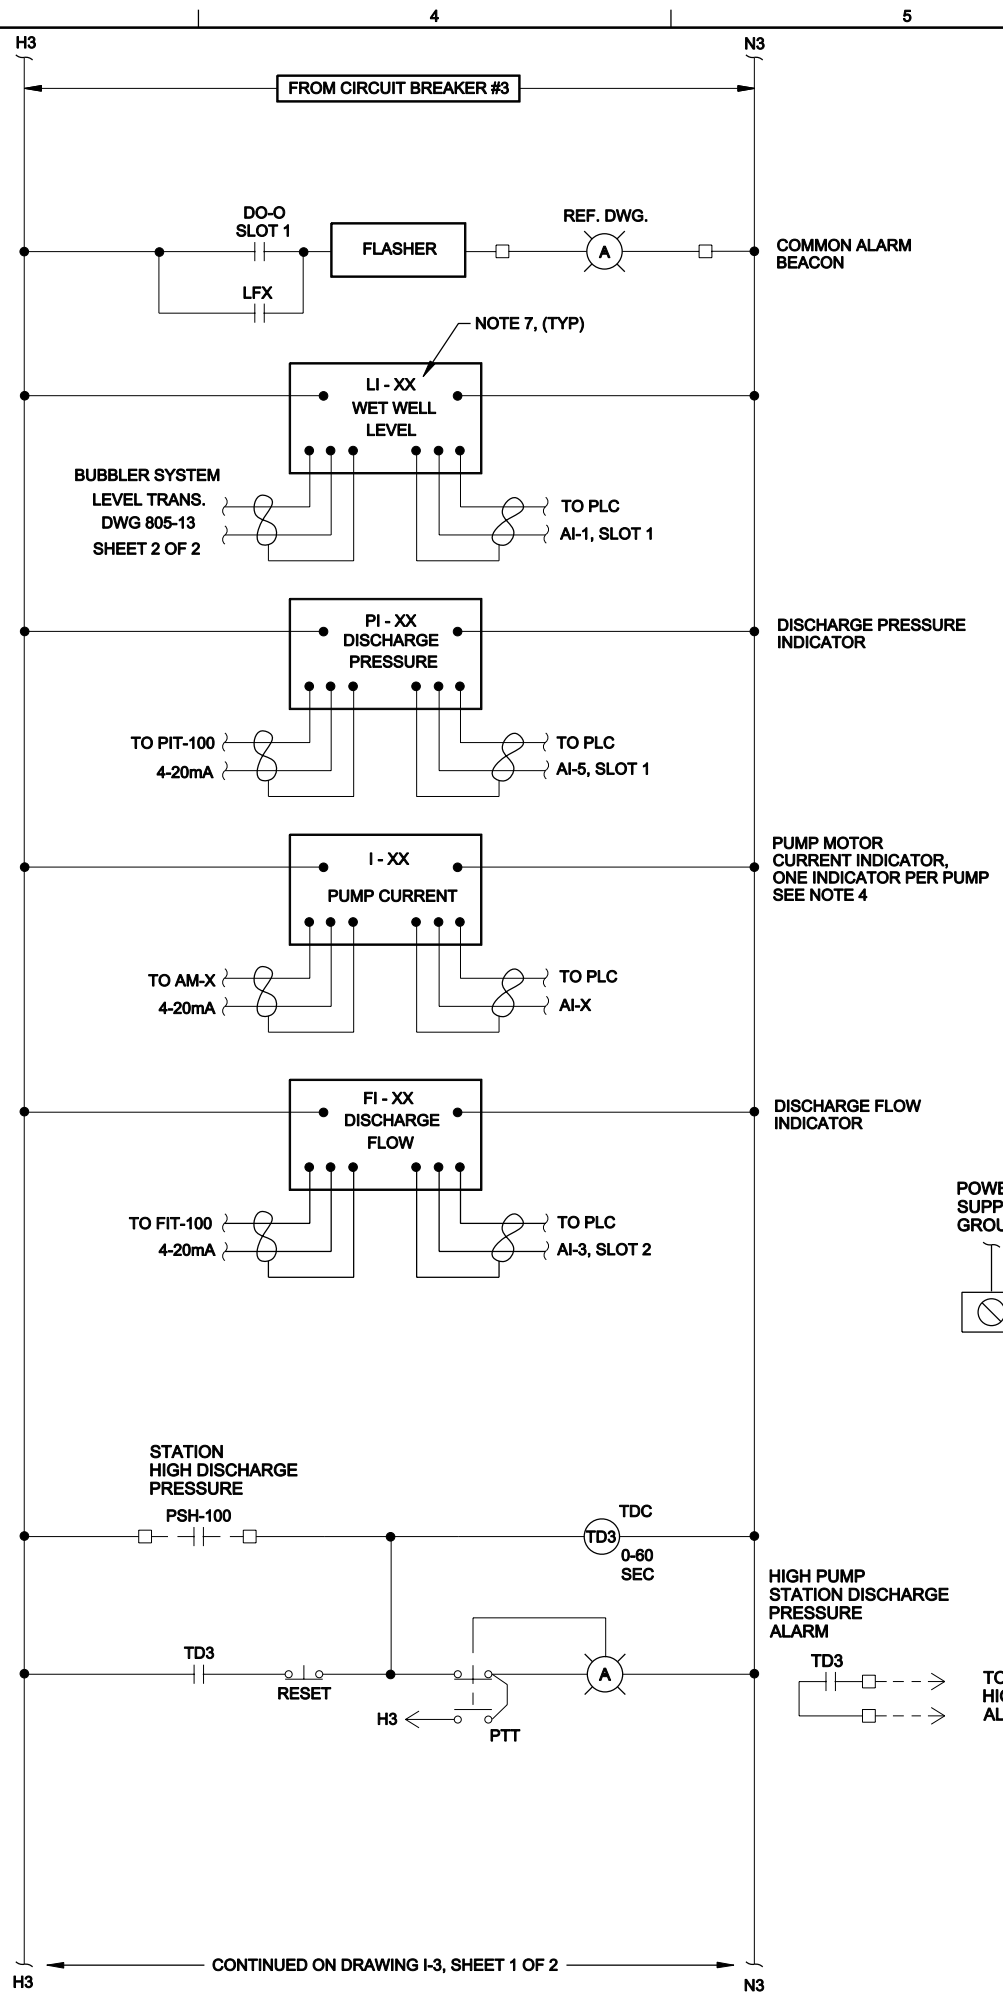 4
5
H3
N3
FROM CIRCUIT BREAKER #3
DO-O
SLOT 1
FLASHER
REF. DWG.
A
COMMON ALARM
BEACON
LFX
NOTE 7, (TYP)
LI - XX
WET WELL
LEVEL
BUBBLER SYSTEM
LEVEL TRANS.
DWG 805-13
SHEET 2 OF 2
TO PLC
AI-1, SLOT 1
PI - XX
DISCHARGE
PRESSURE
DISCHARGE PRESSURE
INDICATOR
TO PIT-100
4-20mA
TO PLC
AI-5, SLOT 1
I - XX
PUMP CURRENT
PUMP MOTOR
CURRENT INDICATOR,
ONE INDICATOR PER PUMP
SEE NOTE 4
TO AM-X
4-20mA
TO PLC
AI-X
FI - XX
DISCHARGE
FLOW
DISCHARGE FLOW
INDICATOR
TO FIT-100
4-20mA
TO PLC
AI-3, SLOT 2
POWE
SUPP
GROU
STATION
HIGH DISCHARGE
PRESSURE
PSH-100
TDC
TD3
0-60
SEC
HIGH PUMP
STATION DISCHARGE
PRESSURE
ALARM
TD3
RESET
A
H3
PTT
TD3
TO
HIG
AL
CONTINUED ON DRAWING I-3, SHEET 1 OF 2
H3
N3